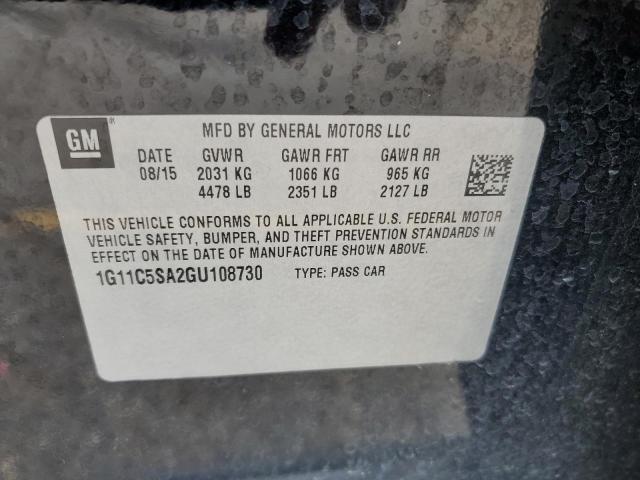 GM ®
MFD BY GENERAL MOTORS LLC
DATE GVWR GAWR FRT GAWR RR
08/15 2031 KG 1066 KG 965 KG
4478 LB 2351 LB 2127 LB
THIS VEHICLE CONFORMS TO ALL APPLICABLE U.S. FEDERAL MOTOR
VEHICLE SAFETY, BUMPER, AND THEFT PREVENTION STANDARDS IN
EFFECT ON THE DATE OF MANUFACTURE SHOWN ABOVE.
1G11C5SA2GU108730 TYPE: PASS CAR